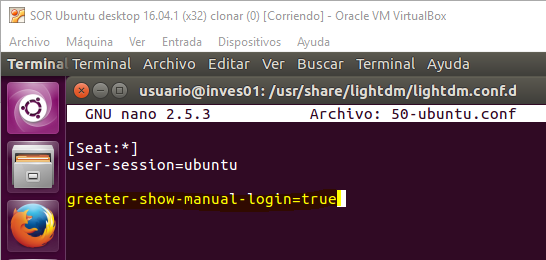 SOR Ubuntu desktop 16.04.1 (x32) clonar (0) [Corriendo] - Oracle VM VirtualBox
Archivo Máquina Ver Entrada Dispositivos Ayuda
Terminal Terminal Archivo Editar Ver Buscar Terminal Ayuda
usuario@inves01: /usr/share/lightdm/lightdm.conf.d
GNU nano 2.5.3 Archivo: 50-ubuntu.conf
[Seat:*]
user-session=ubuntu
greeter-show-manual-login=true